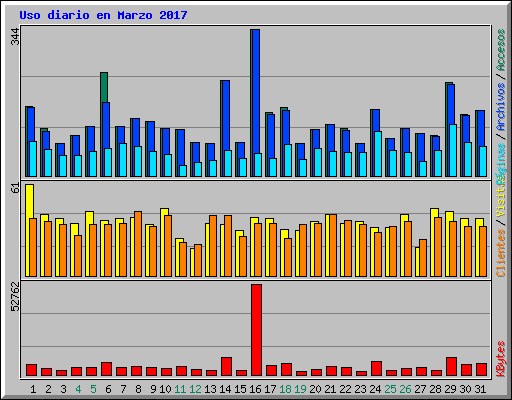 Uso diario en Marzo 2017
344
61
52762
Accesos
/
Archivos
/
Páginas
Visitas
/
Clientes
KBytes
1 2 3 4 5 6 7 8 9 10 11 12 13 14 15 16 17 18 19 20 21 22 23 24 25 26 27 28 29 30 31